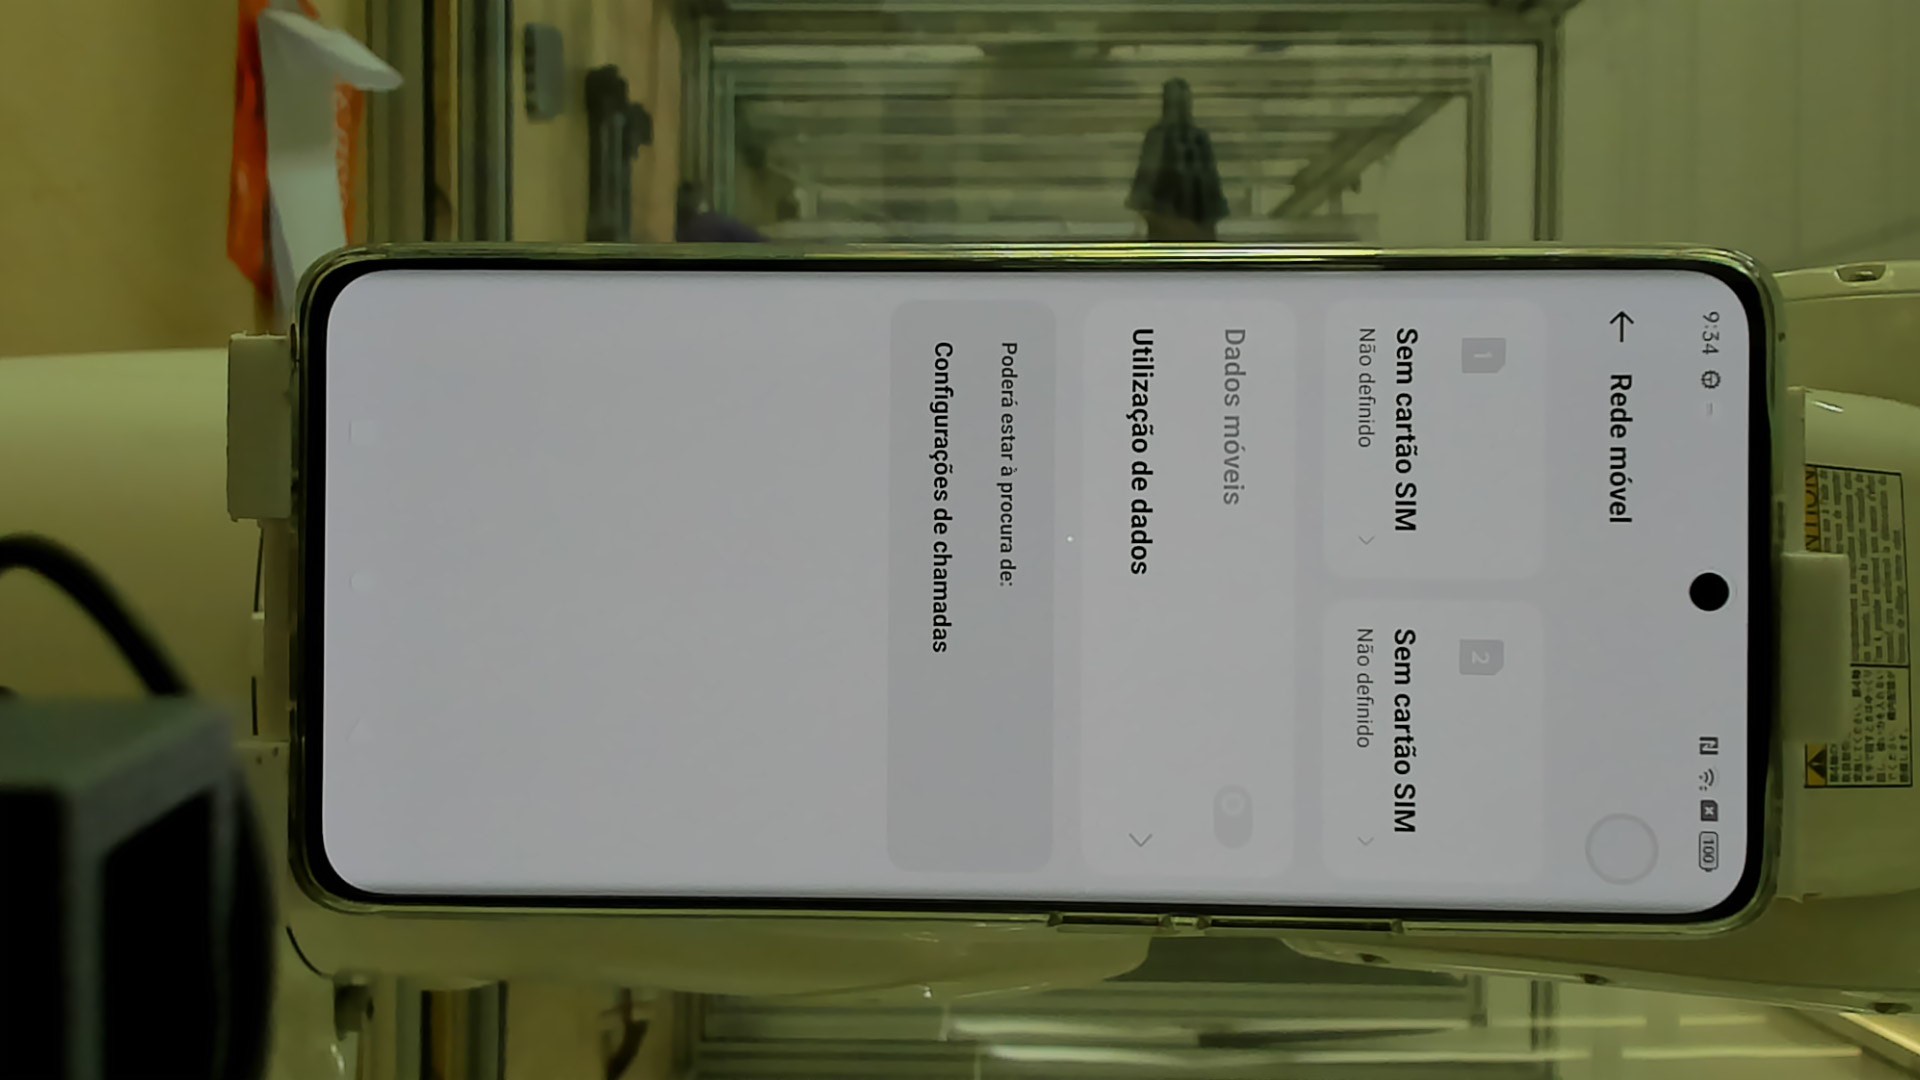 9:34
100
Rede móvel
1
Sem cartão SIM
Não definido
2
Sem cartão SIM
Não definido
Dados móveis
Utilização de dados
Poderá estar à procura de:
Configurações de chamadas